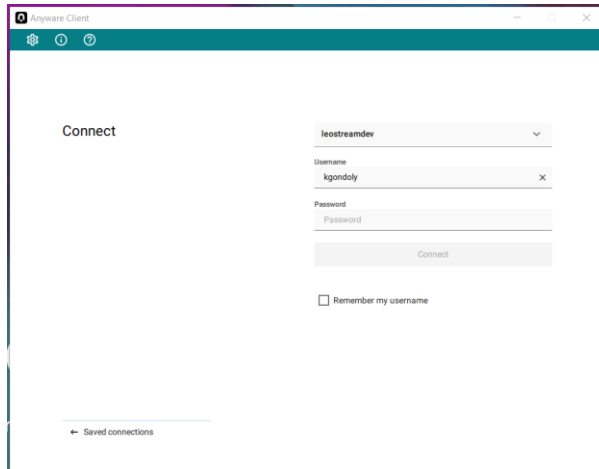 Anyware Client
Connect
leostreamdev
Username
kgondoly
Password
Password
Connect
Remember my username
← Saved connections